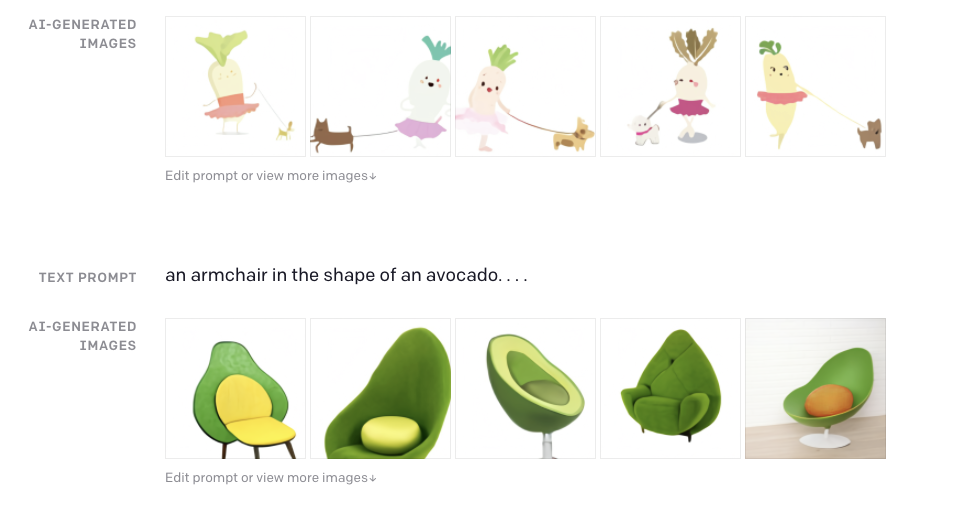 AI-GENERATED
IMAGES
Edit prompt or view more images↓
TEXT PROMPT
an armchair in the shape of an avocado. . . .
AI-GENERATED
IMAGES
Edit prompt or view more images↓